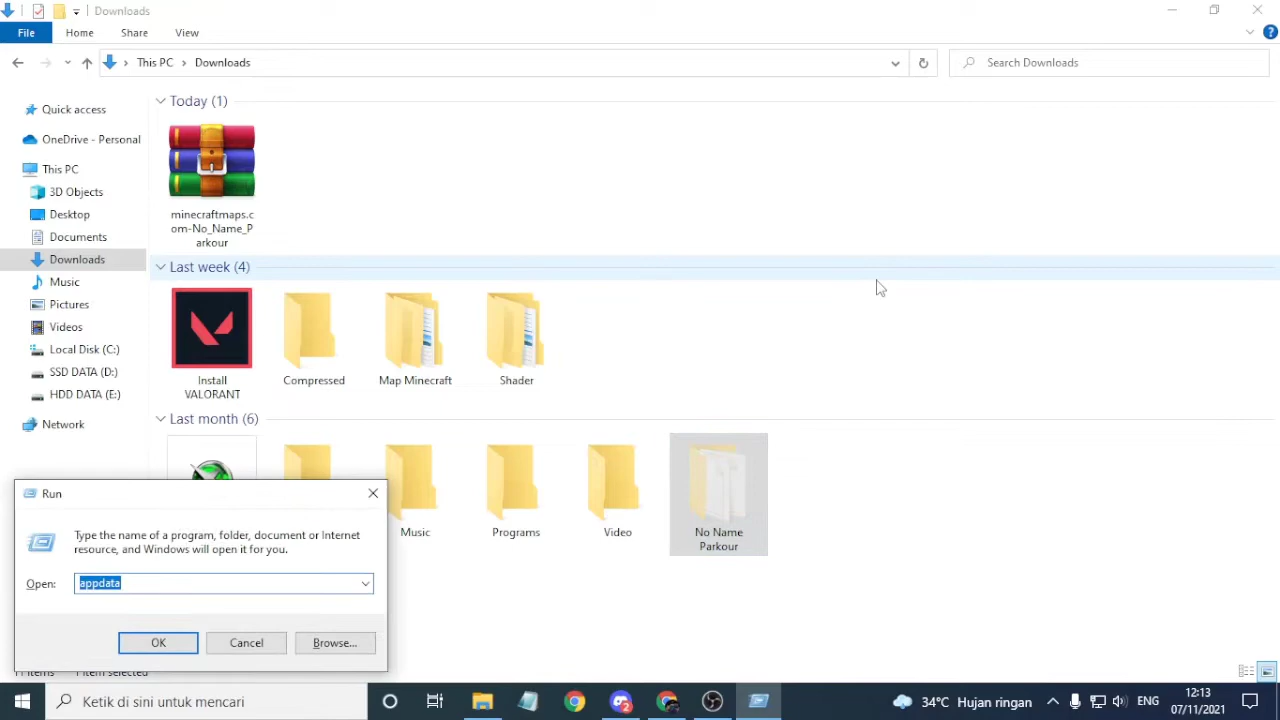 Downloads
File
Home
Share
View
This PC
Downloads
Search Downloads
Quick access
OneDrive - Personal
This PC
3D Objects
Desktop
Documents
Downloads
Music
Pictures
Videos
Local Disk (C:)
SSD DATA (D:)
HDD DATA (E:)
Network
Today (1)
minecraftmaps.c
om-No_Name_P
arkour
Last week (4)
Install
VALORANT
Compressed
Map Minecraft
Shader
Last month (6)
Music
Programs
Video
No Name
Parkour
Run
Type the name of a program, folder, document or Internet
resource, and Windows will open it for you.
Open:
appdata
OK
Cancel
Browse...
Ketik di sini untuk mencari
2
34°C Hujan ringan
ENG
12:13
07/11/2021